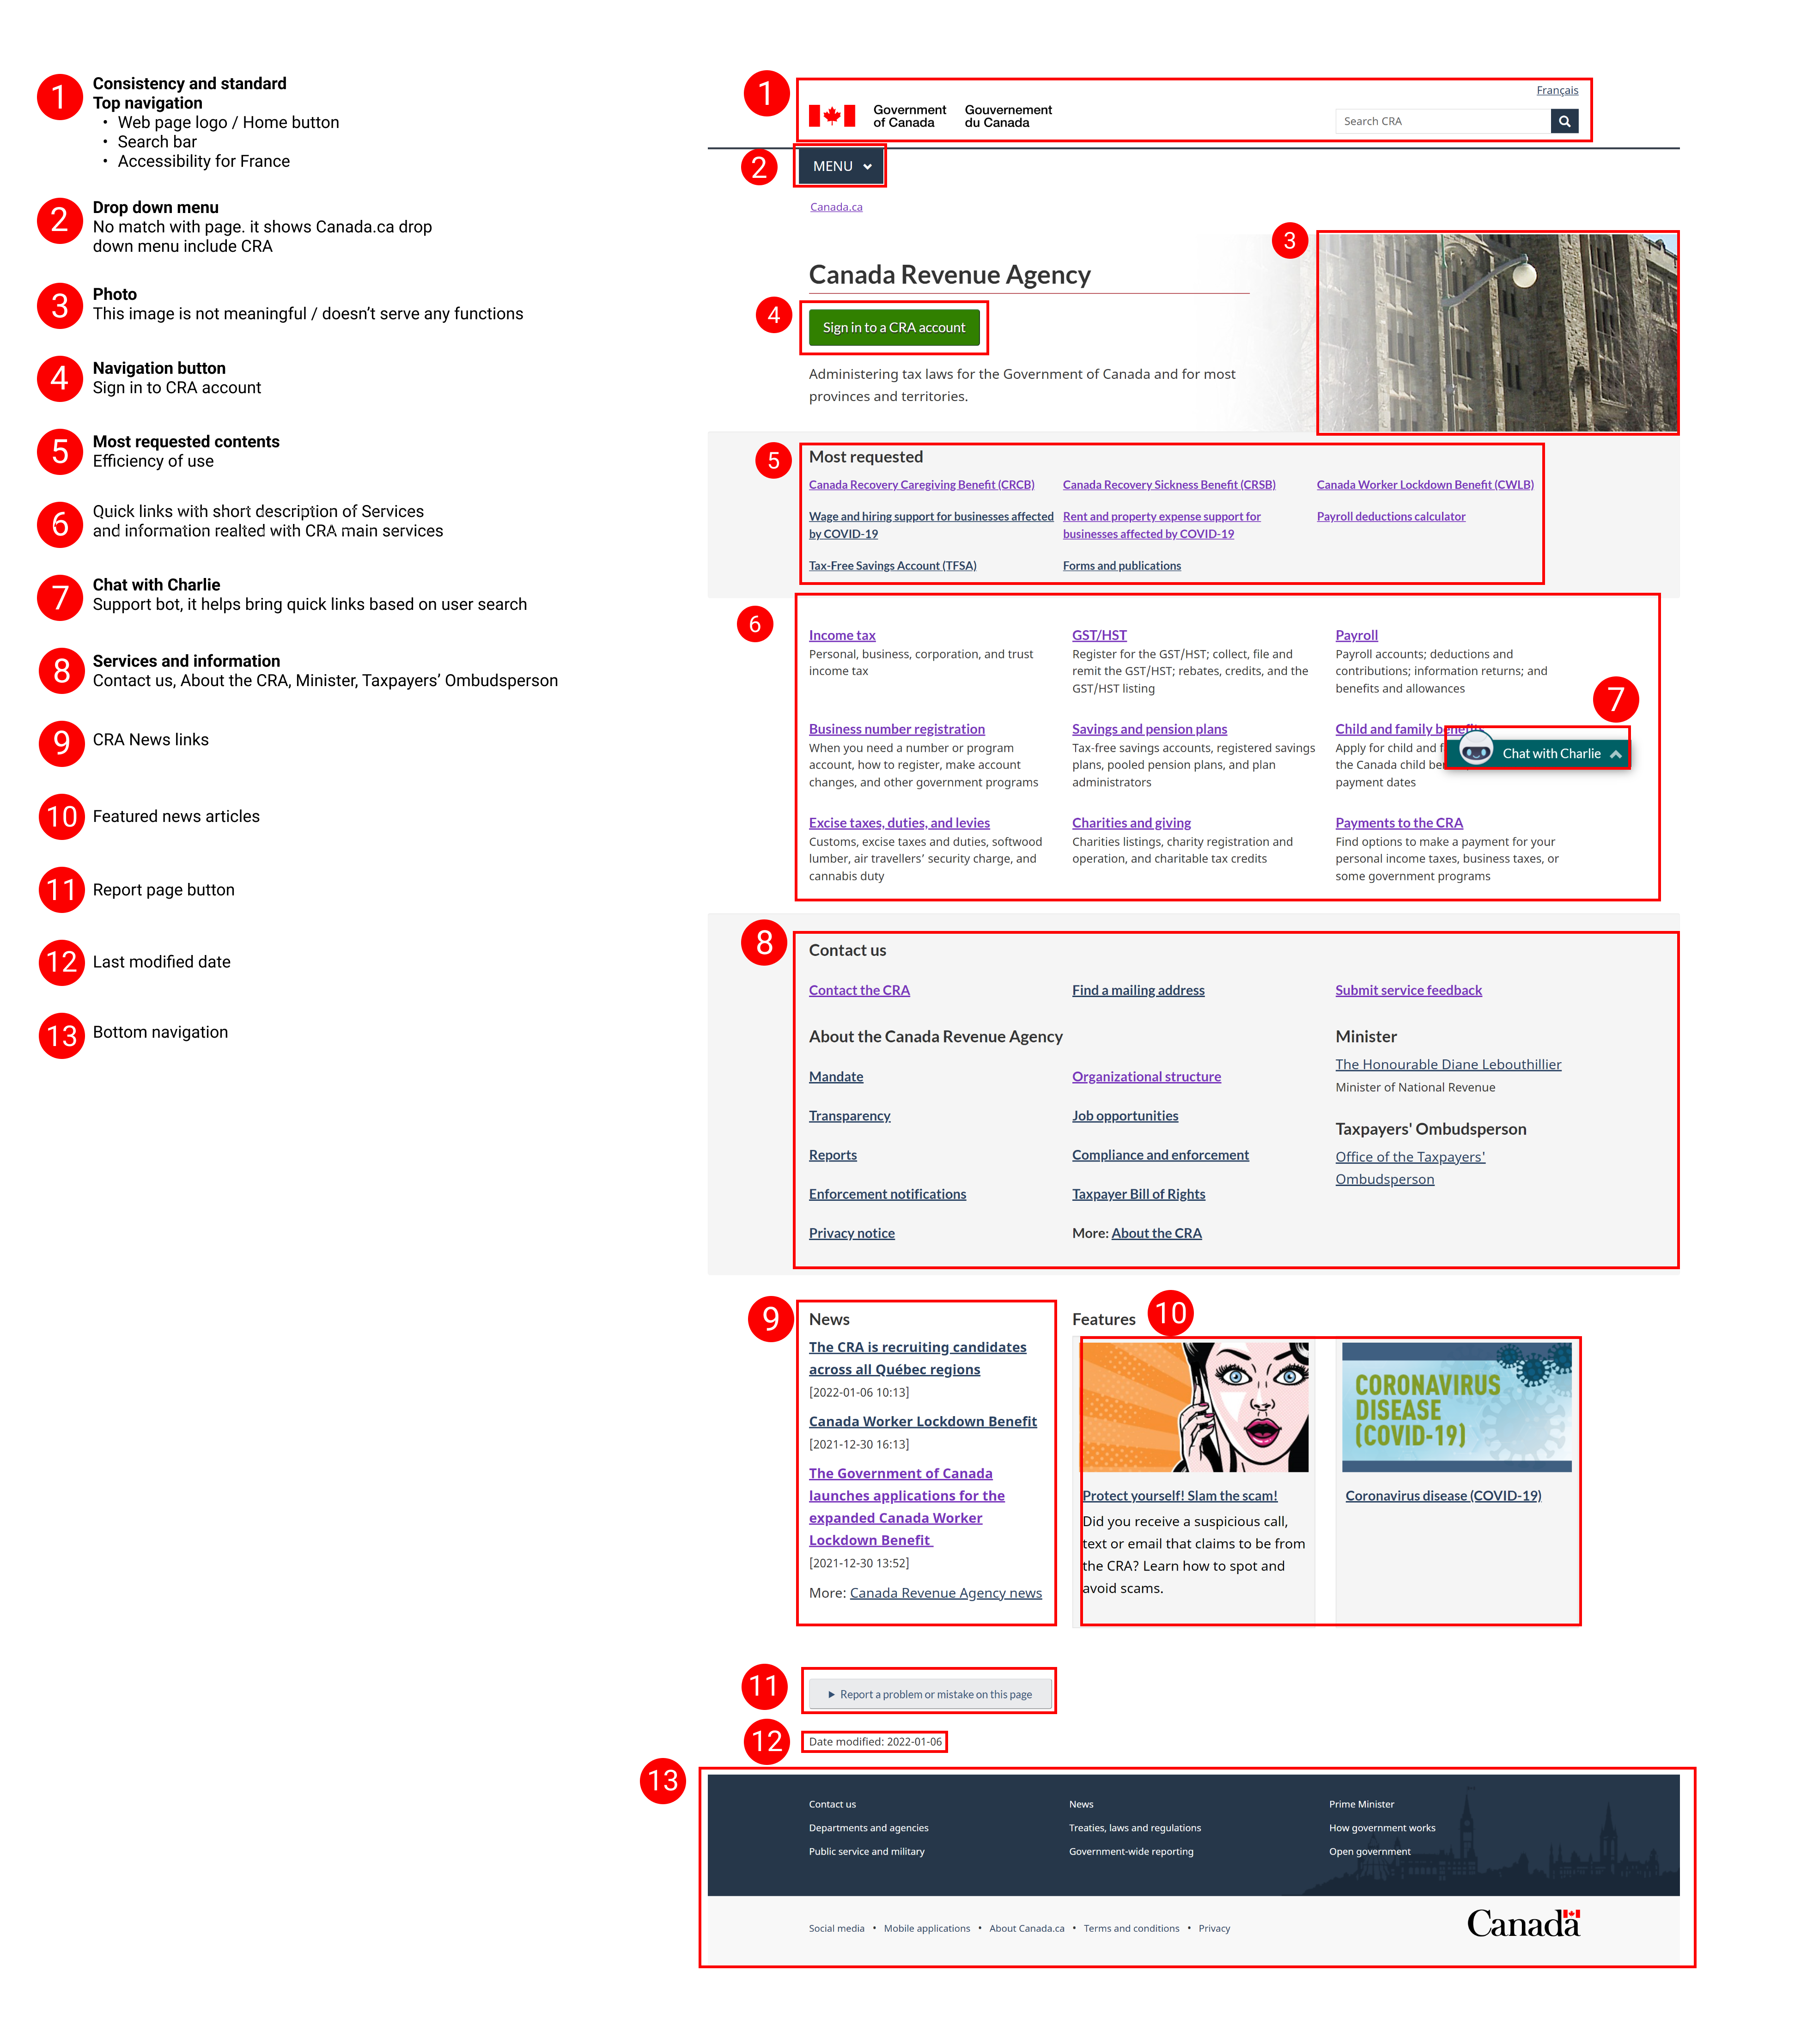 1
Consistency and standard
Top navigation
• Web page logo / Home button
• Search bar
• Accessibility for France
2
Drop down menu
No match with page. it shows Canada.ca drop
down menu include CRA
3
Photo
This image is not meaningful / doesn't serve any functions
4
Navigation button
Sign in to CRA account
5
Most requested contents
Efficiency of use
6
Quick links with short description of Services
and information realted with CRA main services
7
Chat with Charlie
Support bot, it helps bring quick links based on user search
8
Services and information
Contact us, About the CRA, Minister, Taxpayers' Ombudsperson
9
CRA News links
10
Featured news articles
11
Report page button
12
Last modified date
13
Bottom navigation
1
Français
Government
of Canada
Gouvernement
du Canada
Search CRA
2
MENU
Canada.ca
3
Canada Revenue Agency
4
Sign in to a CRA account
Administering tax laws for the Government of Canada and for most
provinces and territories.
5
Most requested
Canada Recovery Caregiving Benefit (CRCB)
Canada Recovery Sickness Benefit (CRSB)
Canada Worker Lockdown Benefit (CWLB)
Wage and hiring support for businesses affected
by COVID-19
Rent and property expense support for
businesses affected by COVID-19
Payroll deductions calculator
Tax-Free Savings Account (TFSA)
Forms and publications
6
Income tax
Personal, business, corporation, and trust
income tax
GST/HST
Register for the GST/HST; collect, file and
remit the GST/HST; rebates, credits, and the
GST/HST listing
Payroll
Payroll accounts; deductions and
contributions; information returns; and
benefits and allowances
7
Business number registration
When you need a number or program
account, how to register, make account
changes, and other government programs
Savings and pension plans
Tax-free savings accounts, registered savings
plans, pooled pension plans, and plan
administrators
Child and family benefits
Apply for child and f
the Canada child be
payment dates
Chat with Charlie
Excise taxes, duties, and levies
Customs, excise taxes and duties, softwood
lumber, air travellers' security charge, and
cannabis duty
Charities and giving
Charities listings, charity registration and
operation, and charitable tax credits
Payments to the CRA
Find options to make a payment for your
personal income taxes, business taxes, or
some government programs
8
Contact us
Contact the CRA
Find a mailing address
Submit service feedback
About the Canada Revenue Agency
Mandate
Organizational structure
Transparency
Job opportunities
Reports
Compliance and enforcement
Enforcement notifications
Taxpayer Bill of Rights
Privacy notice
More: About the CRA
Minister
The Honourable Diane Lebouthillier
Minister of National Revenue
Taxpayers' Ombudsperson
Office of the Taxpayers'
Ombudsperson
9
News
The CRA is recruiting candidates
across all Québec regions
[2022-01-06 10:13]
Canada Worker Lockdown Benefit
[2021-12-30 16:13]
The Government of Canada
launches applications for the
expanded Canada Worker
Lockdown Benefit
[2021-12-30 13:52]
More: Canada Revenue Agency news
Features
10
Protect yourself! Slam the scam!
Did you receive a suspicious call,
text or email that claims to be from
the CRA? Learn how to spot and
avoid scams.
CORONAVIRUS
DISEASE
(COVID-19)
Coronavirus disease (COVID-19)
11
Report a problem or mistake on this page
12
Date modified: 2022-01-06
13
Contact us
News
Prime Minister
Departments and agencies
Treaties, laws and regulations
How government works
Public service and military
Government-wide reporting
Open government
Social media • Mobile applications • About Canada.ca • Terms and conditions • Privacy
Canada